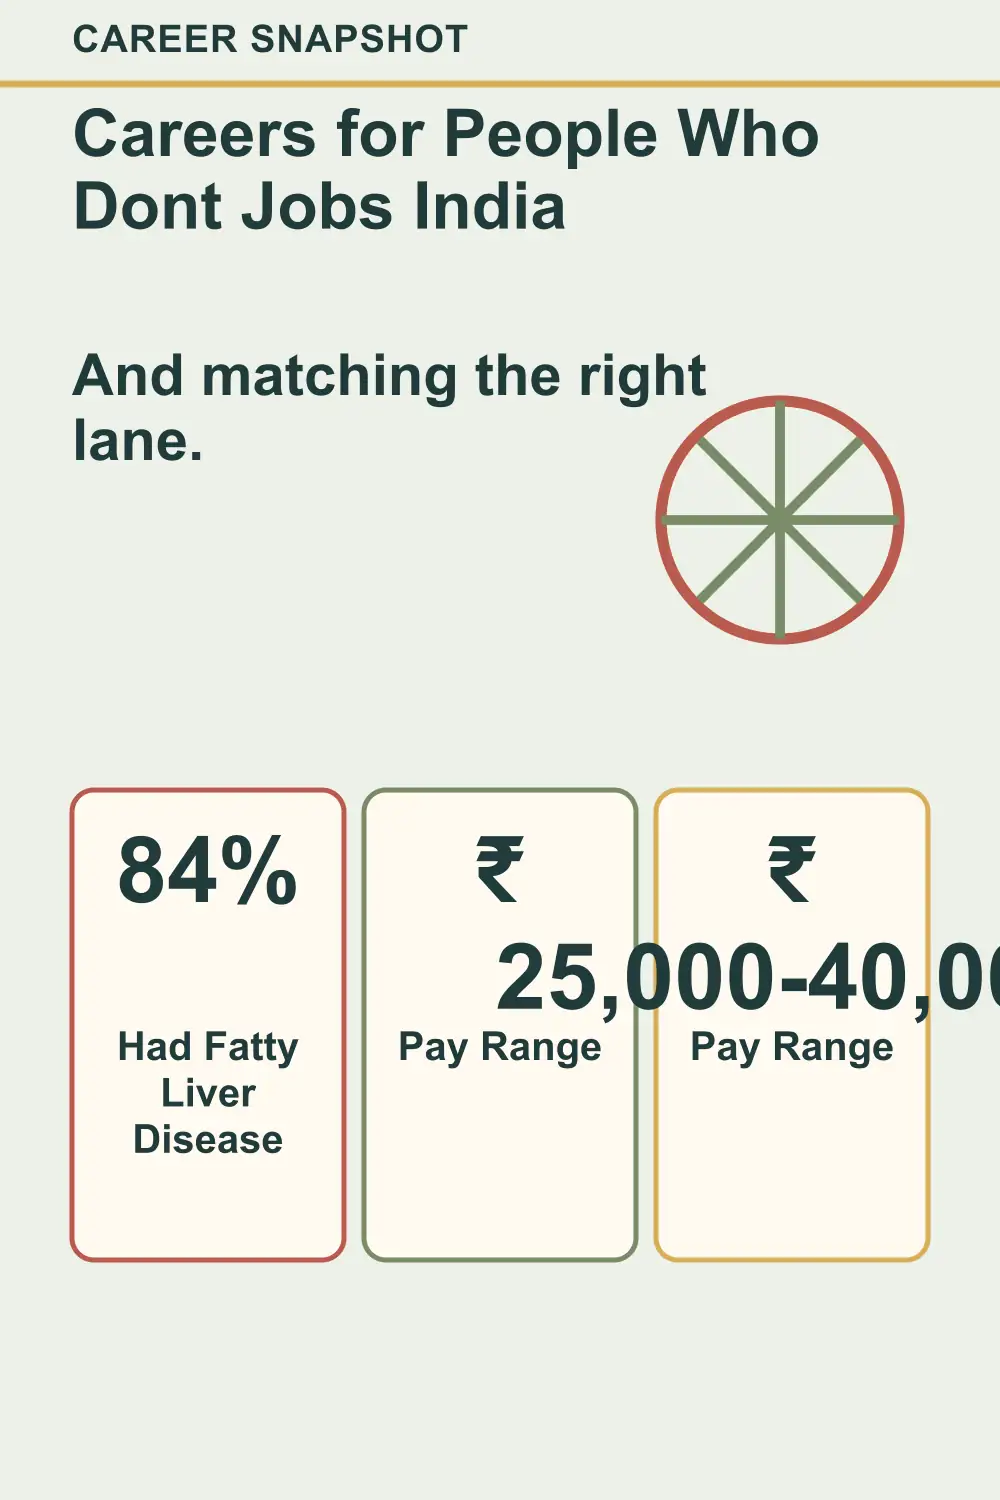 CAREER SNAPSHOT
Careers for People Who
Dont Jobs India
And matching the right
lane.
84%
Had Fatty
Liver
Disease
₹
Pay Range
₹
25,000-40,00
Pay Range